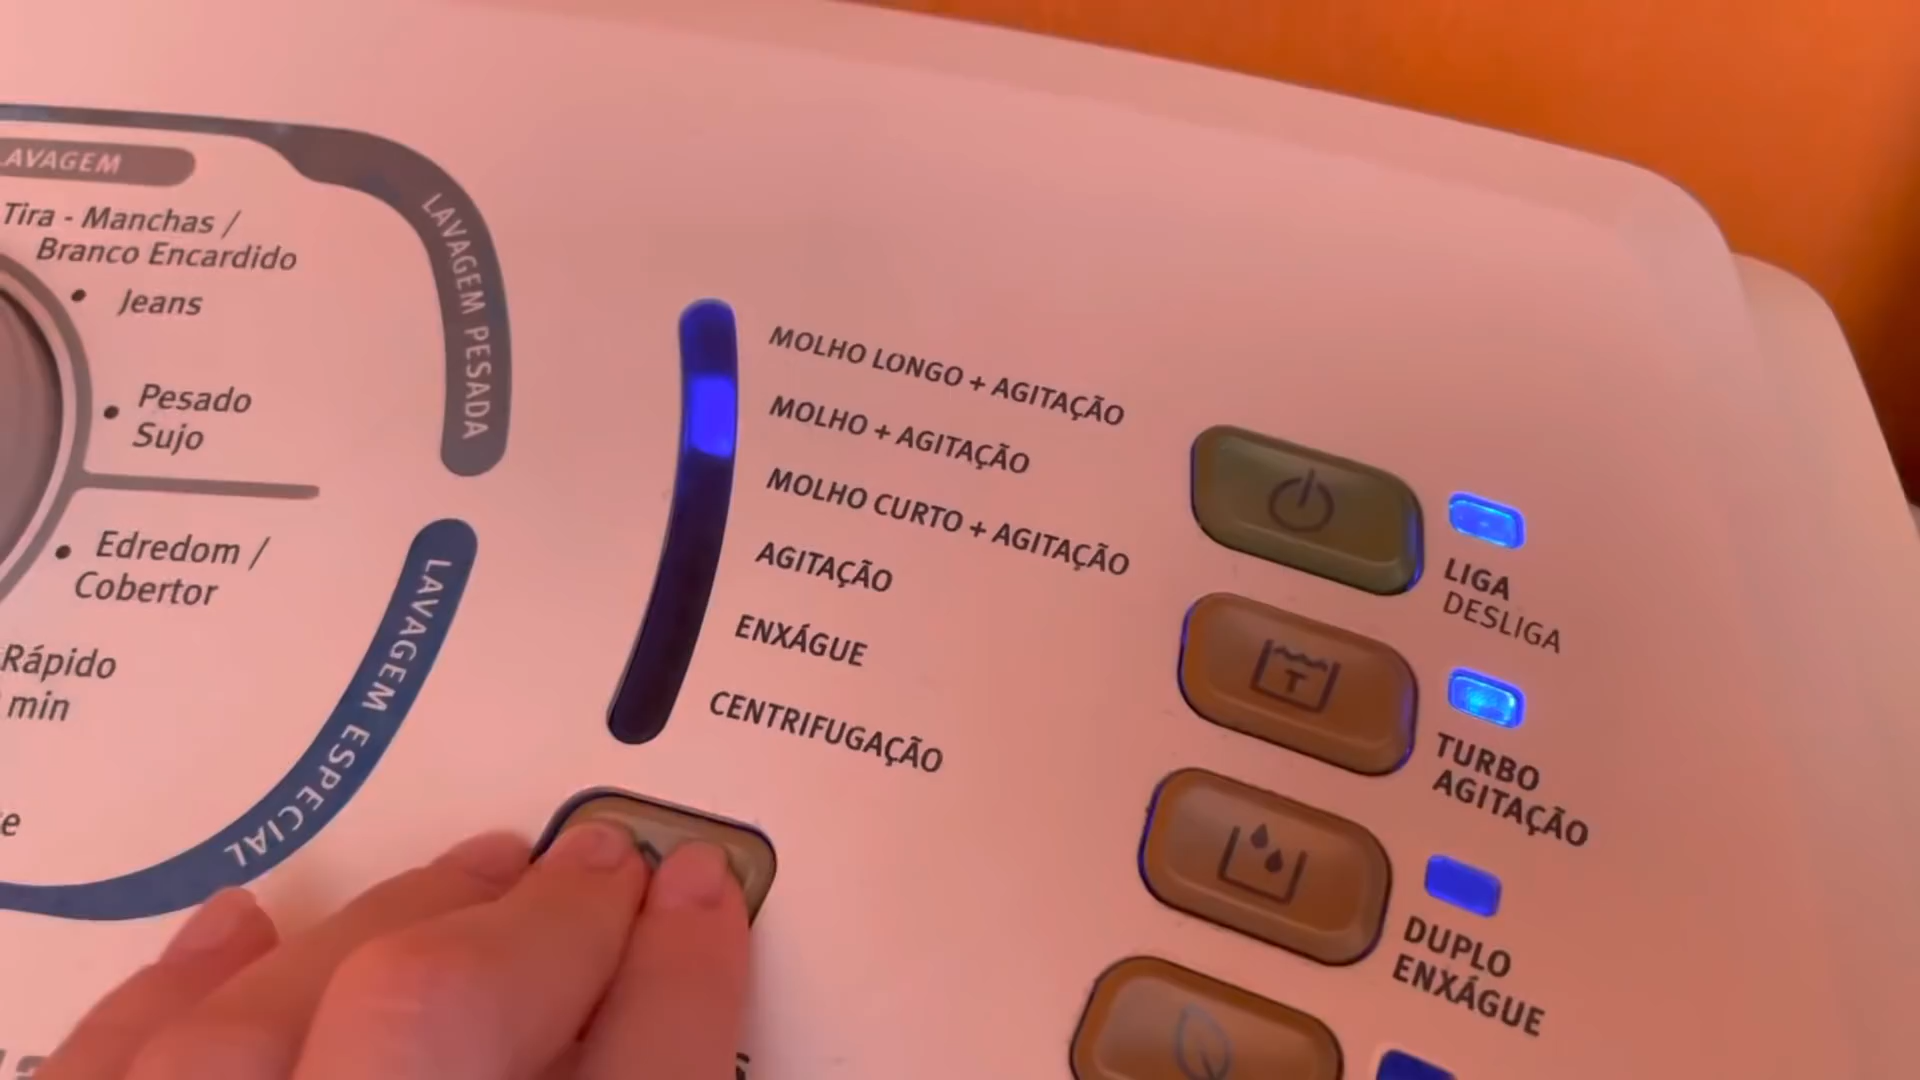 LAVAGEM
Tira - Manchas /
Branco Encardido
Jeans
Pesado
Sujo
LAVAGEM PESADA
Edredom /
Cobertor
Rápido
min
LAVAGEM ESPECIAL
MOLHO LONGO + AGITAÇÃO
MOLHO + AGITAÇÃO
MOLHO CURTO + AGITAÇÃO
AGITAÇÃO
ENXÁGUE
CENTRIFUGAÇÃO
LIGA
DESLIGA
T
TURBO
AGITAÇÃO
DUPLO
ENXÁGUE